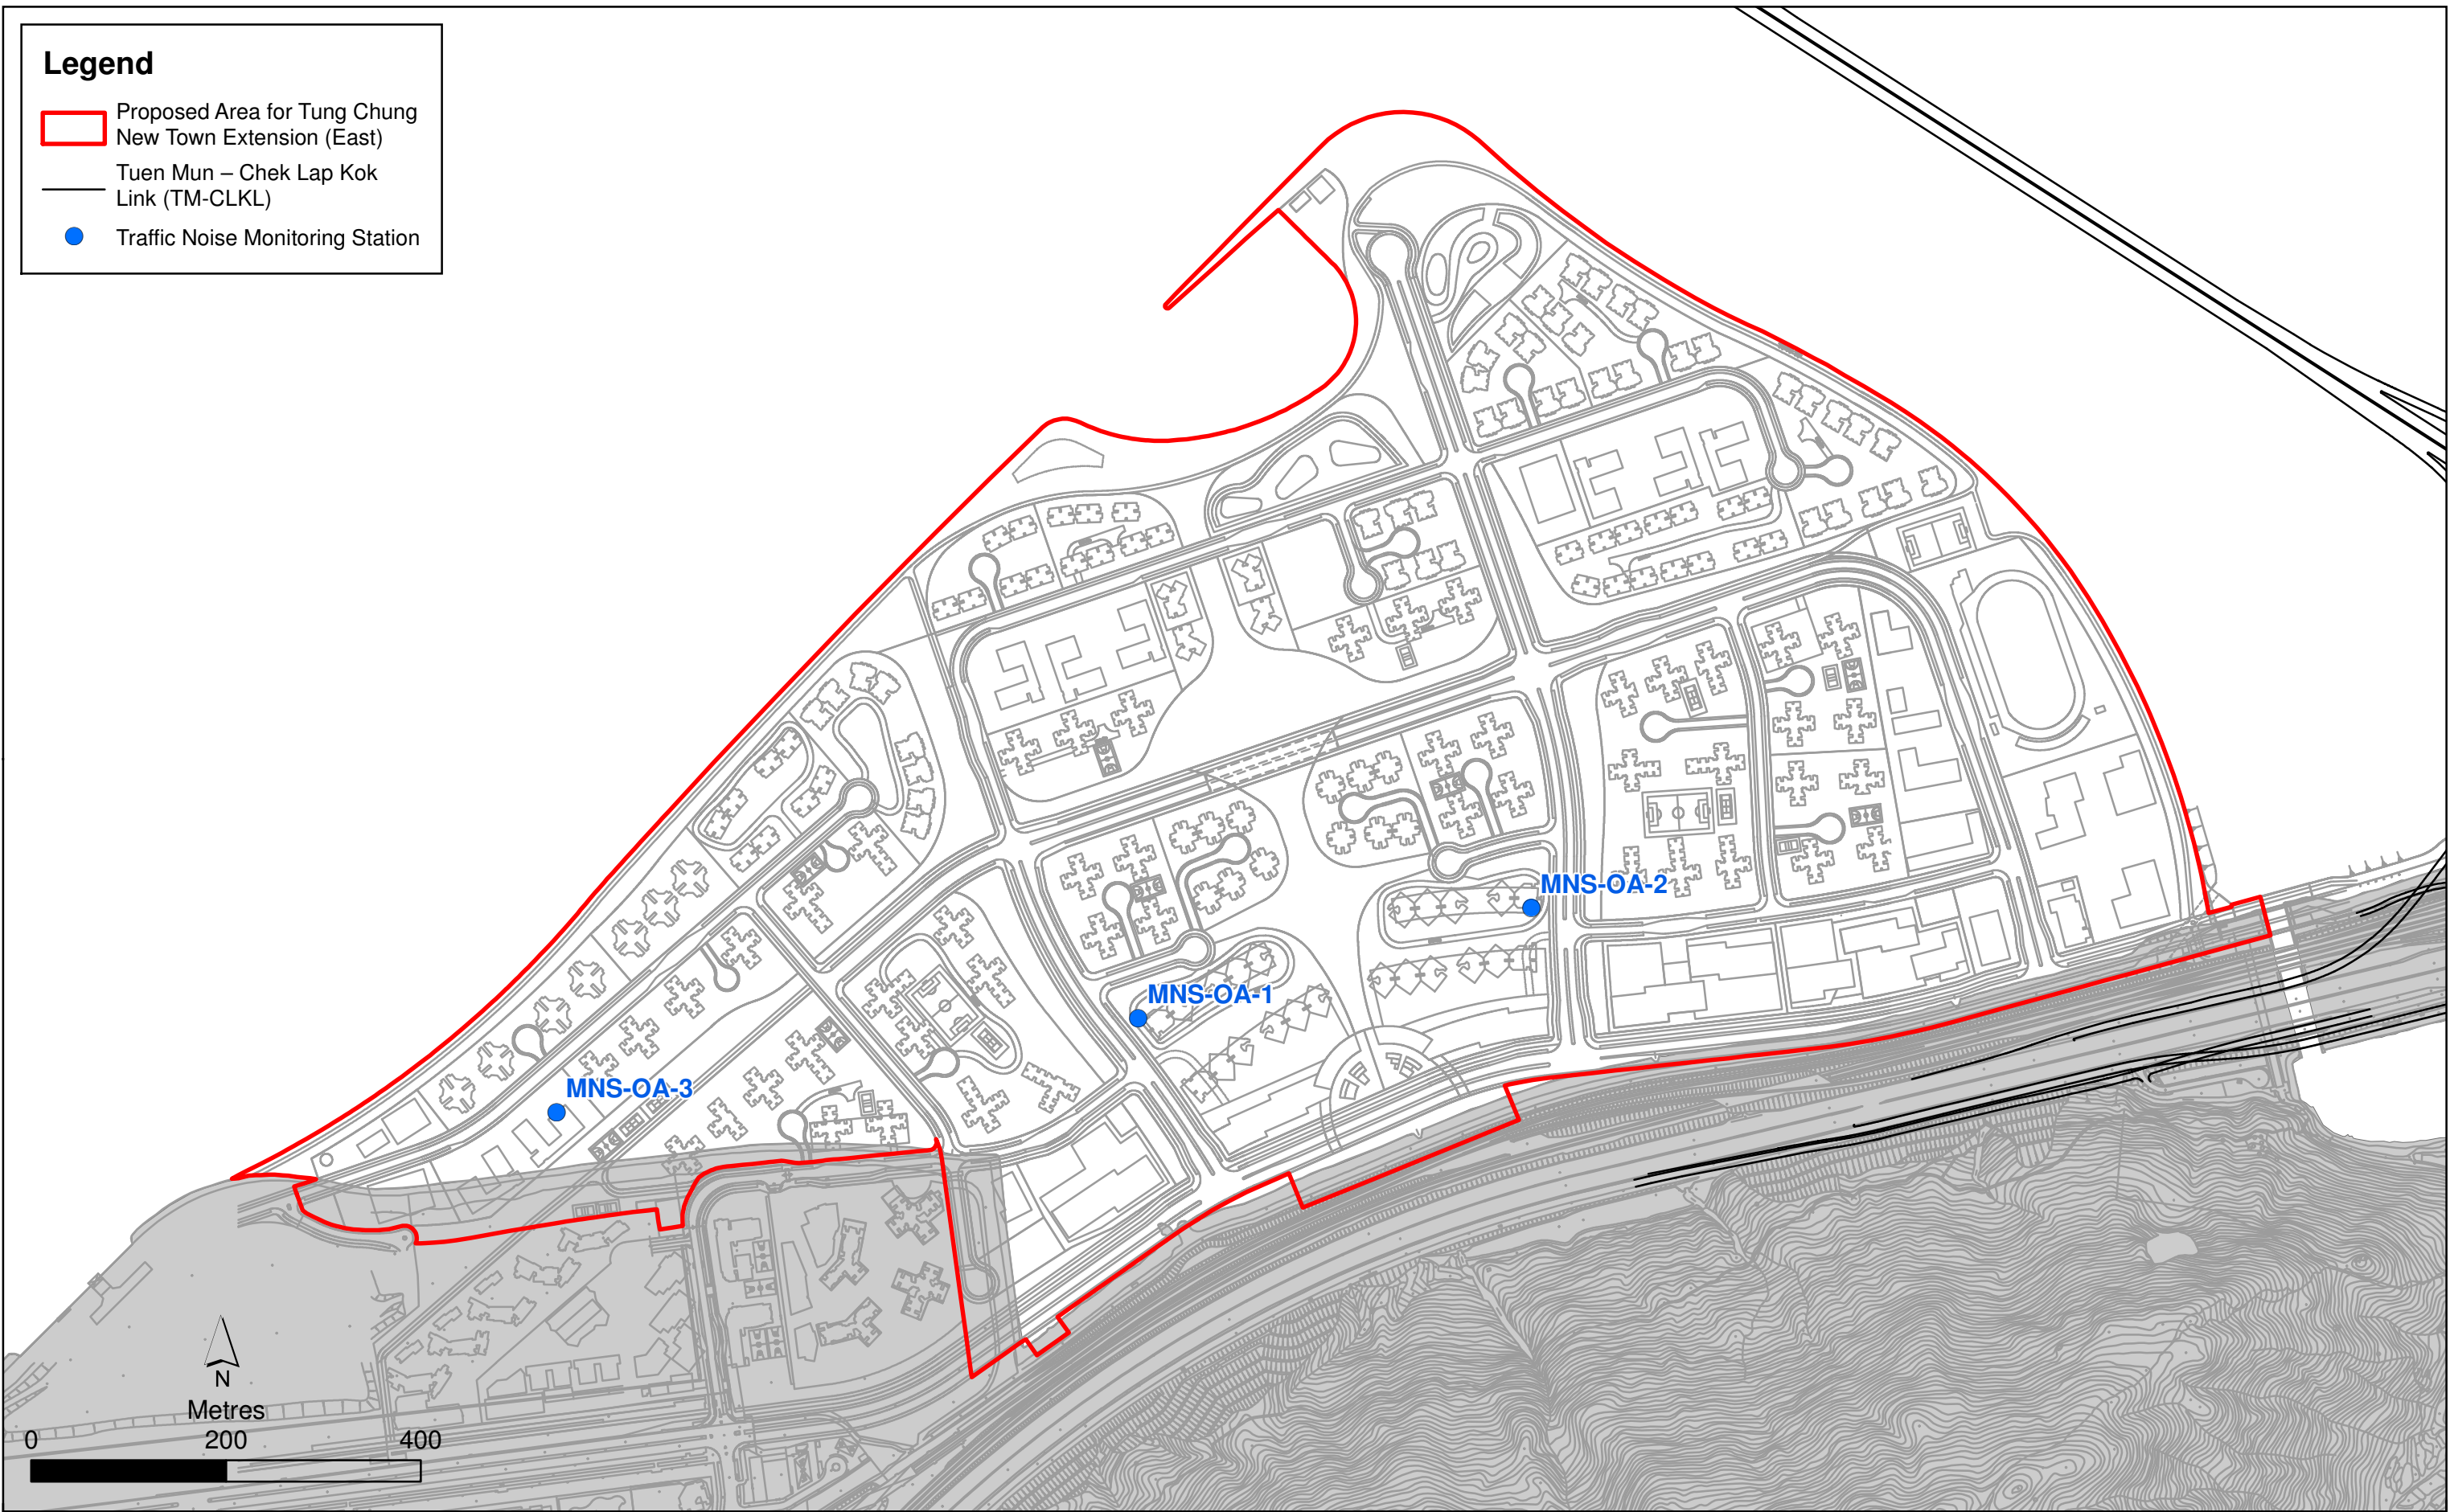 Legend
Proposed Area for Tung Chung
New Town Extension (East)
Tuen Mun – Chek Lap Kok
Link (TM-CLKL)
Traffic Noise Monitoring Station
MNS-OA-2
MNS-OA-1
MNS-OA-3
N
Metres
0 200 400